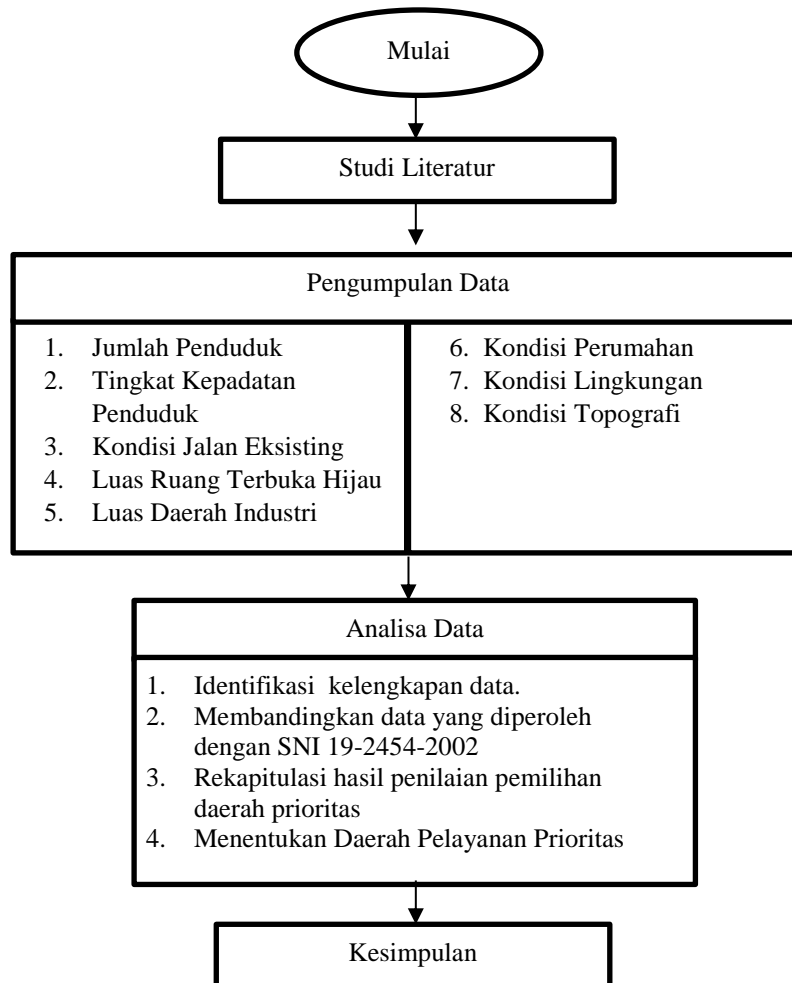 Mulai
Studi Literatur
Pengumpulan Data
1. Jumlah Penduduk
2. Tingkat Kepadatan
Penduduk
3. Kondisi Jalan Eksisting
4. Luas Ruang Terbuka Hijau
5. Luas Daerah Industri
6. Kondisi Perumahan
7. Kondisi Lingkungan
8. Kondisi Topografi
Analisa Data
1. Identifikasi kelengkapan data.
2. Membandingkan data yang diperoleh
dengan SNI 19-2454-2002
3. Rekapitulasi hasil penilaian pemilihan
daerah prioritas
4. Menentukan Daerah Pelayanan Prioritas
Kesimpulan